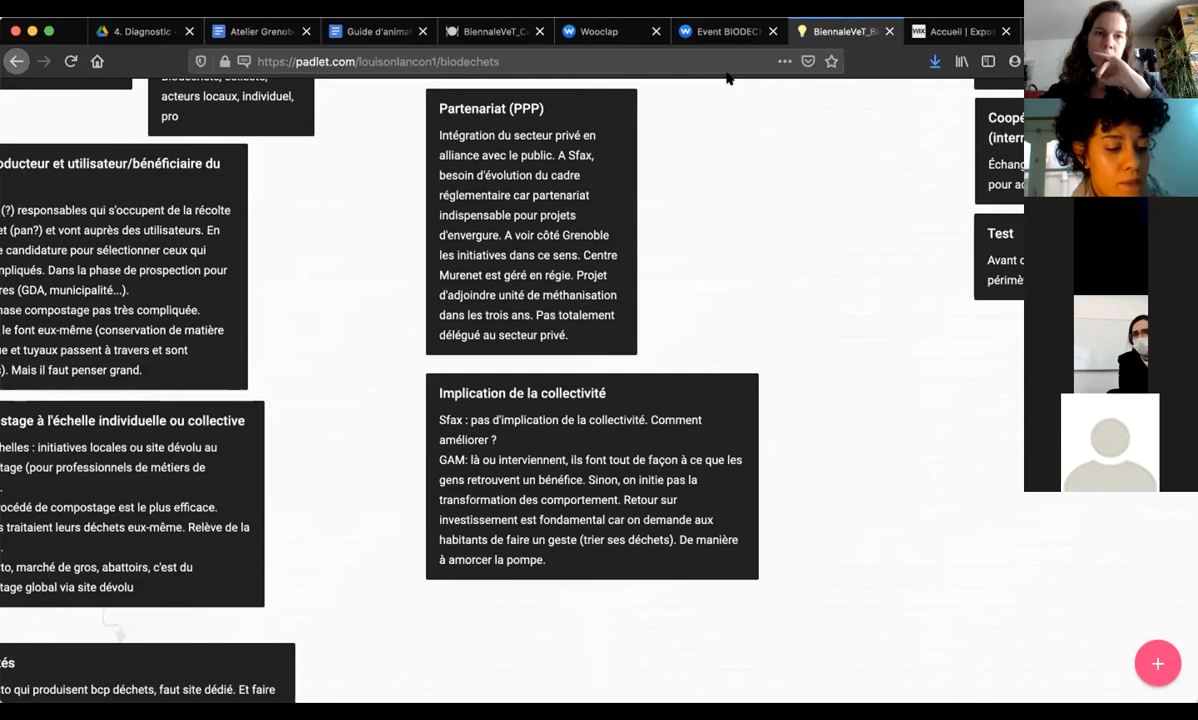 4. Diagnostic -
Atelier Grenob
Guide d'animat
BiennaleVeT_C
Wooclap
Event BIODECH
BiennaleVeT_Bi
Accueil | Expos
https://padlet.com/louisonlancon1/biodechets
Biodéchets, collecte,
acteurs locaux, individuel,
pro
oducteur et utilisateur/bénéficiaire du
(?) responsables qui s'occupent de la récolte
et (pan?) et vont auprès des utilisateurs. En
e candidature pour sélectionner ceux qui
mpliqués. Dans la phase de prospection pour
res (GDA, municipalité...).
hase compostage pas très compliquée.
le font eux-même (conservation de matière
ue et tuyaux passent à travers et sont
s). Mais il faut penser grand.
stage à l'échelle individuelle ou collective
helles : initiatives locales ou site dévolu au
tage (pour professionnels de métiers de
.
rocédé de compostage est le plus efficace.
s traitaient leurs déchets eux-même. Relève de la
.
to, marché de gros, abattoirs, c'est du
tage global via site dévolu
tés
cto qui produisent bcp déchets, faut site dédié. Et faire
Partenariat (PPP)
Intégration du secteur privé en
alliance avec le public. A Sfax,
besoin d'évolution du cadre
réglementaire car partenariat
indispensable pour projets
d'envergure. A voir côté Grenoble
les initiatives dans ce sens. Centre
Murenet est géré en régie. Projet
d'adjoindre unité de méthanisation
dans les trois ans. Pas totalement
délégué au secteur privé.
Implication de la collectivité
Sfax : pas d'implication de la collectivité. Comment
améliorer ?
GAM: là ou interviennent, ils font tout de façon à ce que les
gens retrouvent un bénéfice. Sinon, on initie pas la
transformation des comportement. Retour sur
investissement est fondamental car on demande aux
habitants de faire un geste (trier ses déchets). De manière
à amorcer la pompe.
Coopé
(intern
Échang
pour ac
Test
Avant d
périmèt